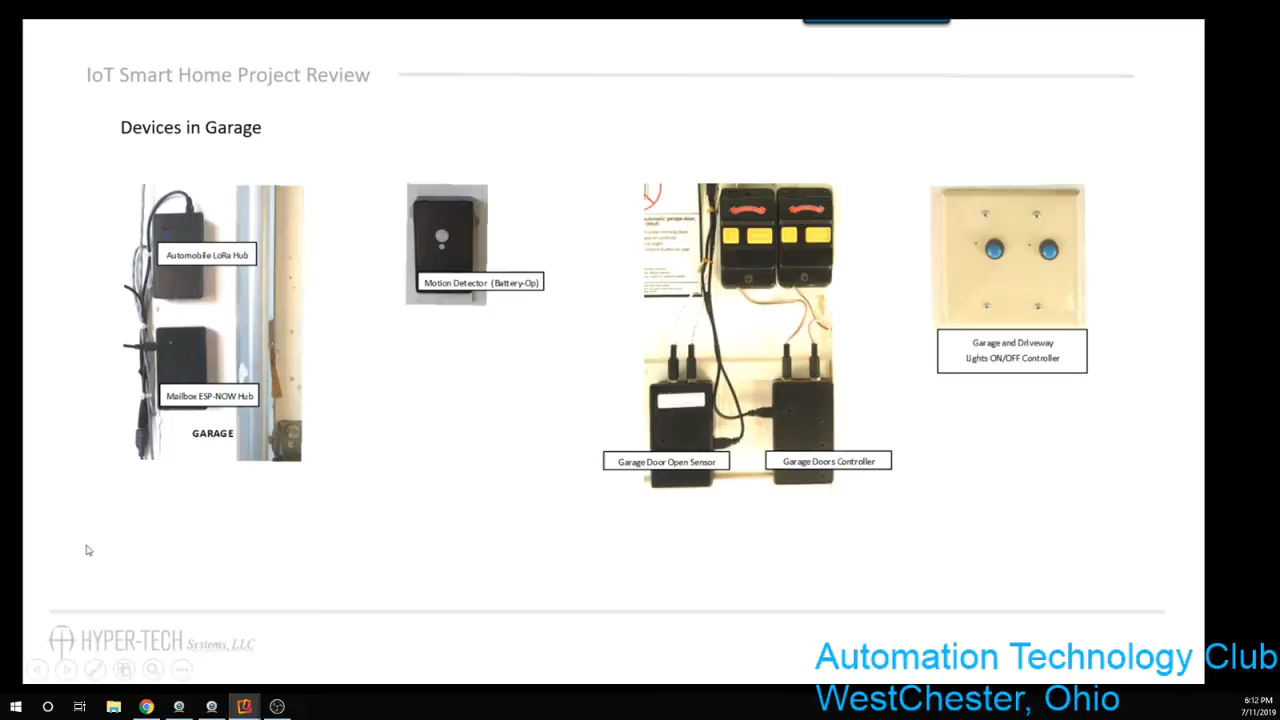 IoT Smart Home Project Review
Devices in Garage
Automobile LoRa Hub
Motion Detector (Battery-Op)
Mailbox ESP-NOW Hub
GARAGE
Garage Door Open Sensor
Garage Doors Controller
Garage and Driveway
Lights ON/OFF Controller
HYPER-TECH Systems, LLC
Automation Technology Club
WestChester, Ohio
6:12 PM
7/11/2019